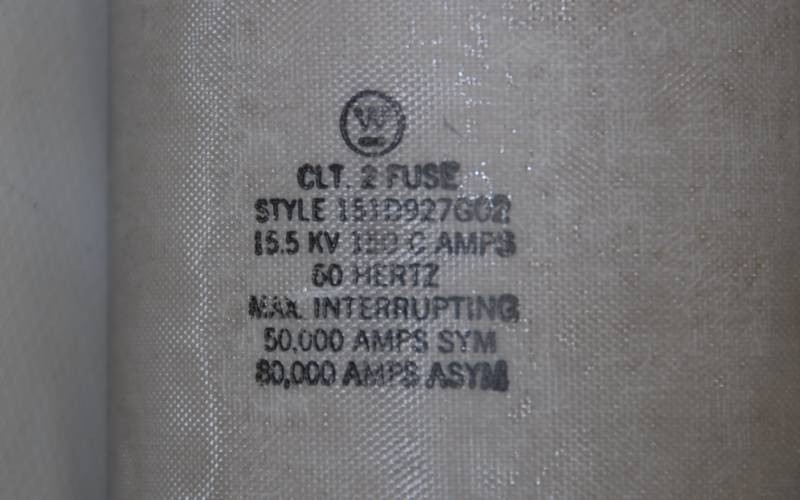 W
CLT. 2 FUSE
STYLE 151D927G02
15.5 KV 150 C AMPS
60 HERTZ
MAX. INTERRUPTING
50,000 AMPS SYM
80,000 AMPS ASYM